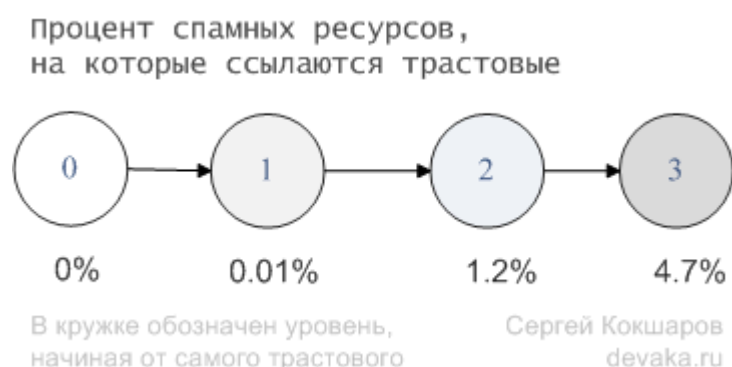 Процент спамных ресурсов,
на которые ссылаются трастовые
0 1 2 3
0% 0.01% 1.2% 4.7%
В кружке обозначен уровень,
начиная от самого трастового
Сергей Кокшаров
devaka.ru